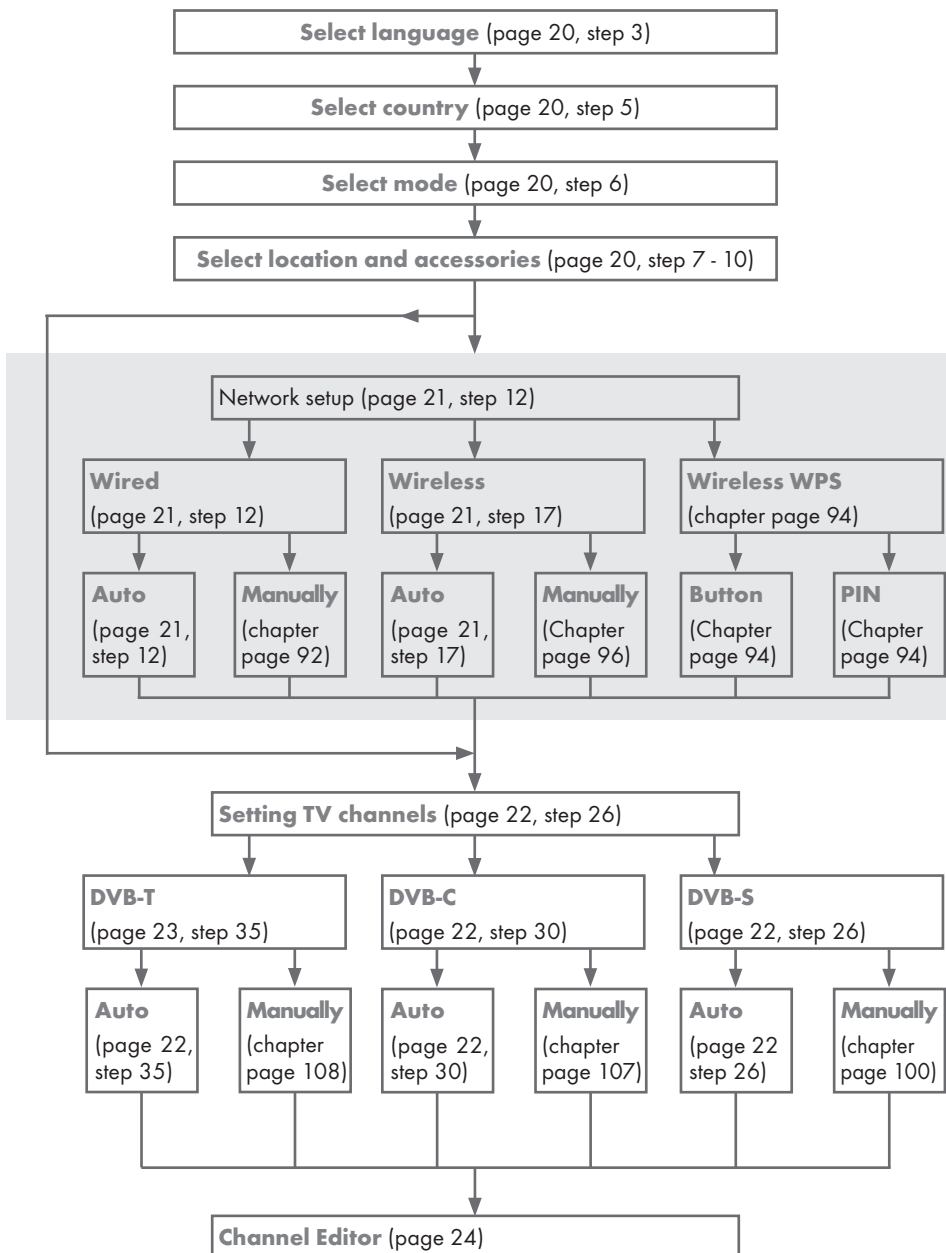 Select language (page 20, step 3)
Select country (page 20, step 5)
Select mode (page 20, step 6)
Select location and accessories (page 20, step 7 - 10)
Network setup (page 21, step 12)
Wired
(page 21, step 12)
Wireless
(page 21, step 17)
Wireless WPS
(chapter page 94)
Auto
(page 21,
step 12)
Manually
(chapter
page 92)
Auto
(page 21,
step 17)
Manually
(Chapter
page 96)
Button
(Chapter
page 94)
PIN
(Chapter
page 94)
Setting TV channels (page 22, step 26)
DVB-T
(page 23, step 35)
DVB-C
(page 22, step 30)
DVB-S
(page 22, step 26)
Auto
(page 22,
step 35)
Manually
(chapter
page 108)
Auto
(page 22,
step 30)
Manually
(chapter
page 107)
Auto
(page 22
step 26)
Manually
(chapter
page 100)
Channel Editor (page 24)